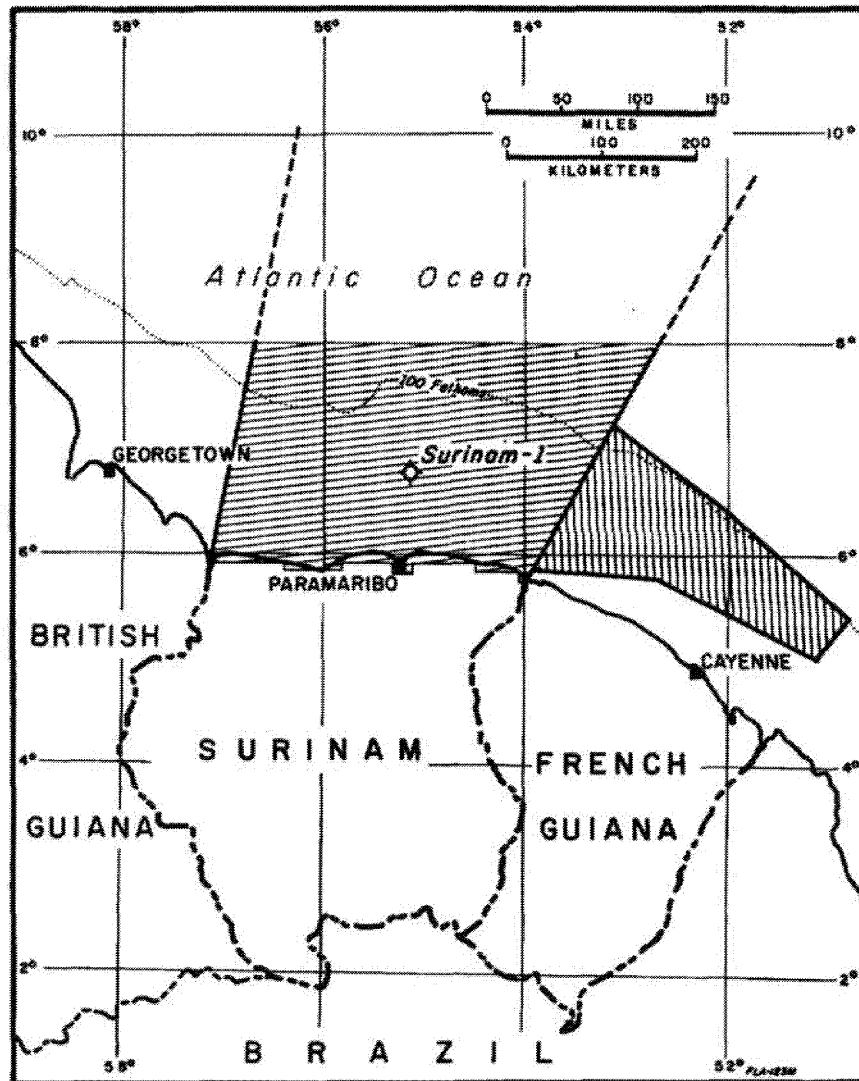 58° 56° 54° 52°
0 50 100 150
MILES
10° 10°
0 100 200
KILOMETERS
Atlantic Ocean
8° 8°
100 Fathoms
GEORGETOWN
Surinam-1
6° 6°
PARAMARIBO
BRITISH
CAYENNE
SURINAM
FRENCH
4° 4°
GUIANA
GUIANA
2° 2°
BRAZIL
58° 52°